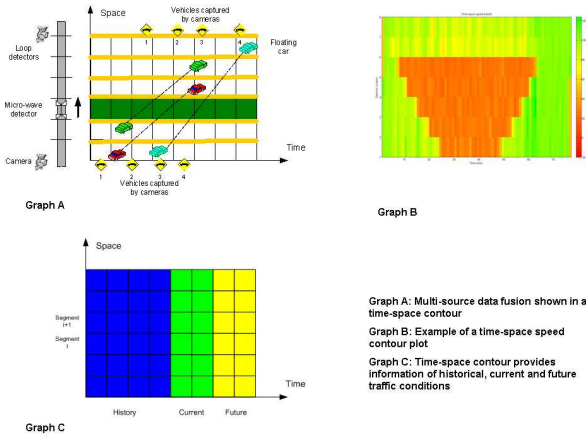 Space
Vehicles captured
by cameras
1 2 3 4
Floating
car
Loop
detectors
Micro-ware
detector
Camera
Time
1 2 3 4
Vehicles captured
by cameras
Graph A
Graph B
Space
Segment
i+1
Segment
i
Time
History Current Future
Graph C
Graph A: Multi-source data fusion shown in a
time-space contour
Graph B: Example of a time-space speed
contour plot
Graph C: Time-space contour provides
information of historical, current and future
traffic conditions